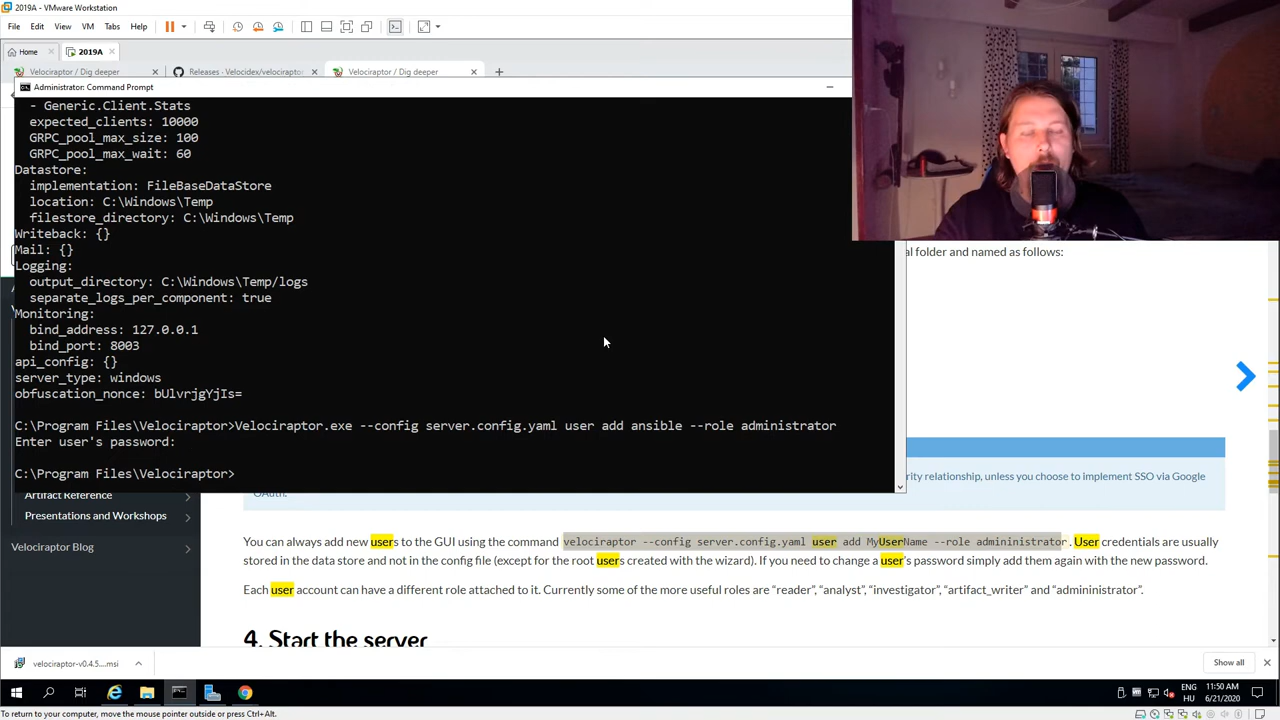 2019A - VMware Workstation
File Edit View VM Tabs Help
Home 2019A
Velociraptor / Dig deeper Releases · Velocidex/velociraptor Velociraptor / Dig deeper
Administrator: Command Prompt
- Generic.Client.Stats
expected_clients: 10000
GRPC_pool_max_size: 100
GRPC_pool_max_wait: 60
Datastore:
implementation: FileBaseDataStore
location: C:\Windows\Temp
filestore_directory: C:\Windows\Temp
Writeback: {}
Mail: {}
Logging:
output_directory: C:\Windows\Temp/logs
separate_logs_per_component: true
Monitoring:
bind_address: 127.0.0.1
bind_port: 8003
api_config: {}
server_type: windows
obfuscation_nonce: bUlvrjgYjIs=
C:\Program Files\Velociraptor>Velociraptor.exe --config server.config.yaml user add ansible --role administrator
Enter user's password:
C:\Program Files\Velociraptor>
al folder and named as follows:
rity relationship, unless you choose to implement SSO via Google
OAuth.
Artifact Reference
Presentations and Workshops
Velociraptor Blog
You can always add new users to the GUI using the command velociraptor --config server.config.yaml user add MyUserName --role admininistrator. User credentials are usually
stored in the data store and not in the config file (except for the root users created with the wizard). If you need to change a user's password simply add them again with the new password.
Each user account can have a different role attached to it. Currently some of the more useful roles are “reader”, “analyst”, “investigator”, “artifact_writer” and “admininistrator”.
4. Start the server
velociraptor-v0.4.5....msi
Show all
ENG
HU
11:50 AM
6/21/2020
To return to your computer, move the mouse pointer outside or press Ctrl+Alt.